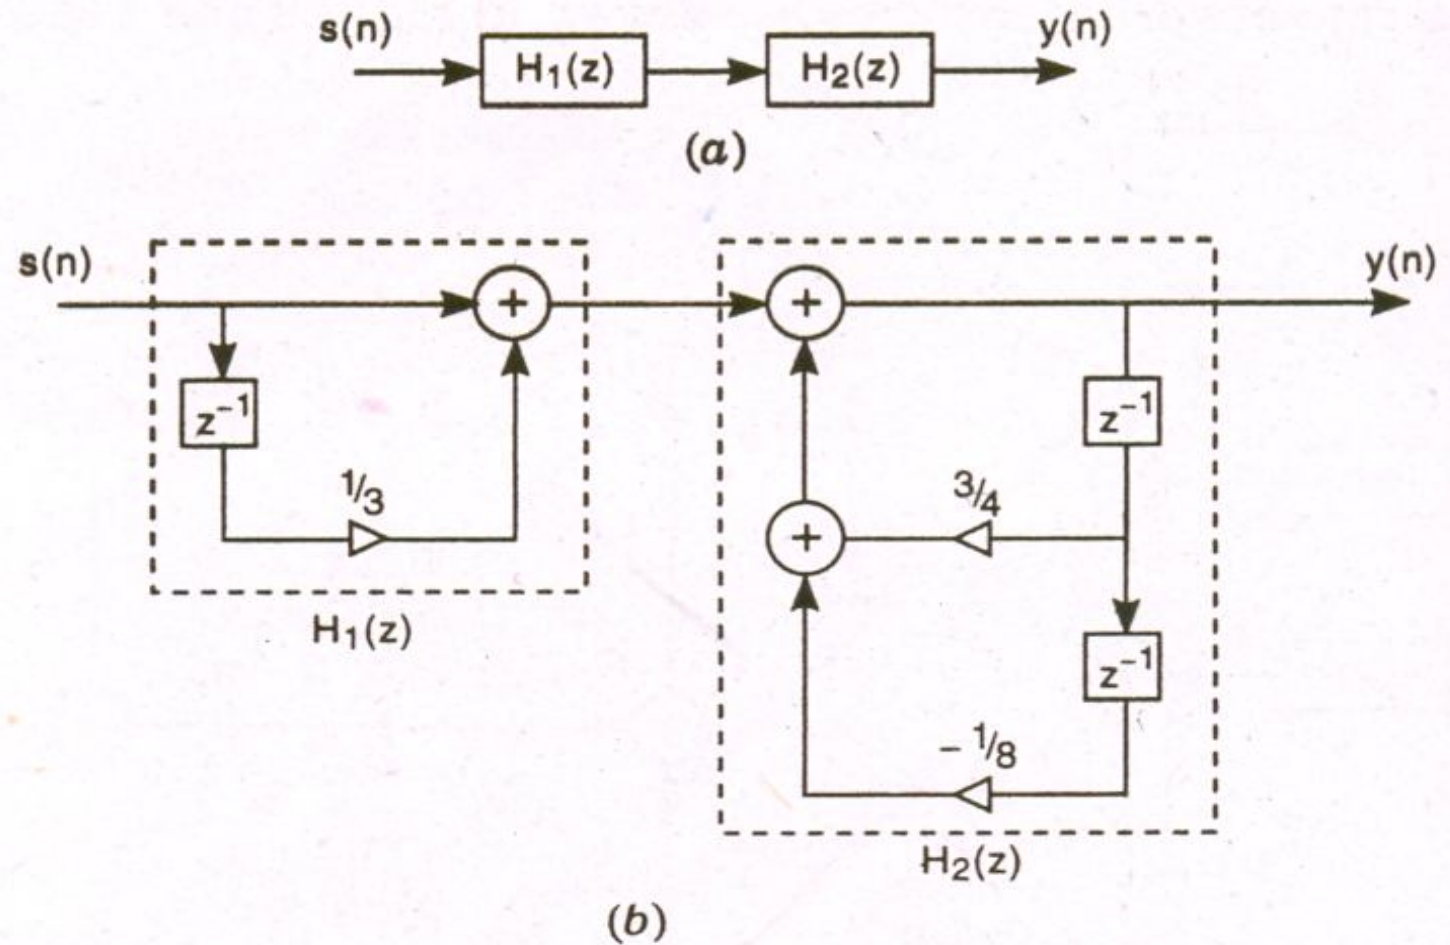 s(n)
H₁(z)
H₂(z)
y(n)
(a)
s(n)
+
+
y(n)
z⁻¹
z⁻¹
1/3
+
3/4
H₁(z)
z⁻¹
- 1/8
H₂(z)
(b)